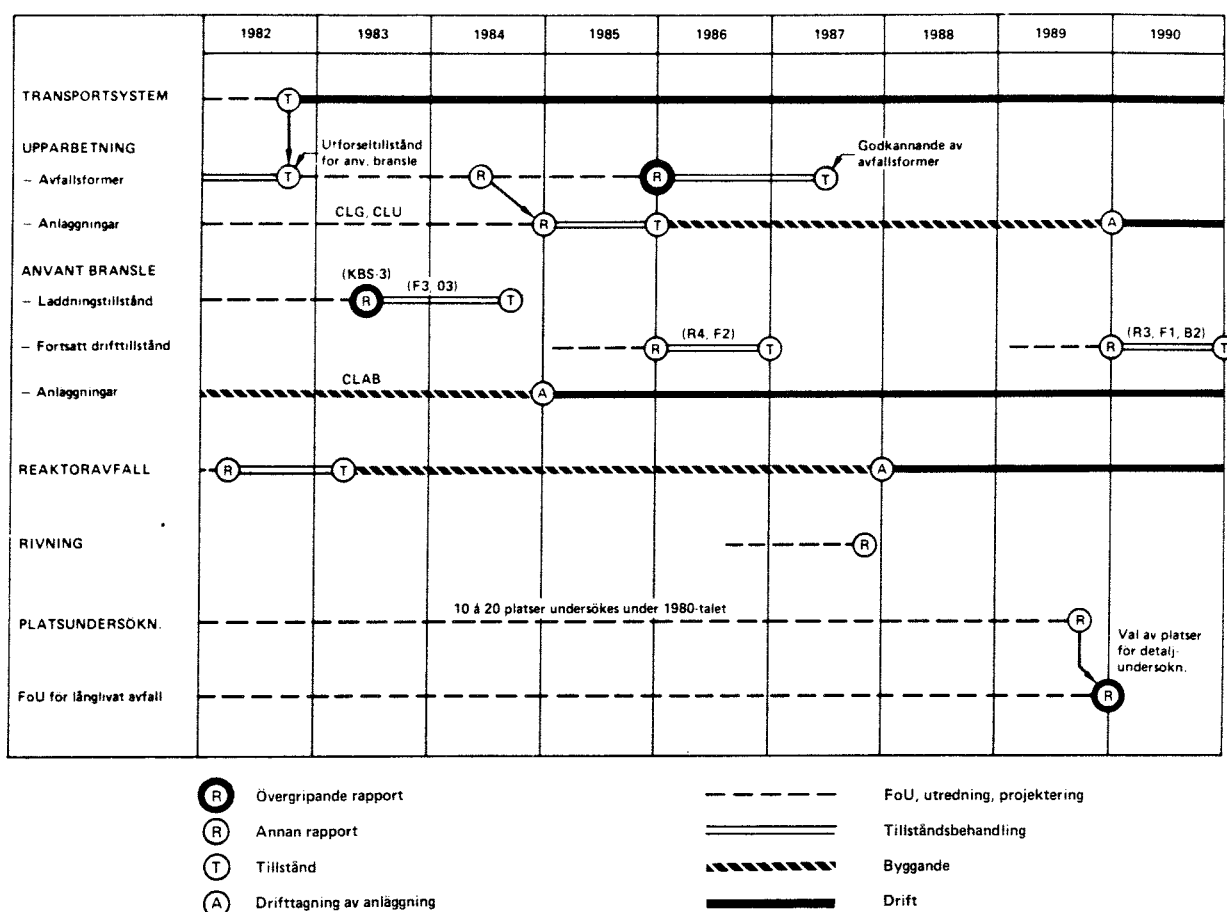 1982 1983 1984 1985 1986 1987 1988 1989 1990
TRANSPORTSYSTEM
T
UPPARBETNING
Utforseltillstånd
for anv. bransle
Godkannande av
avfallsformer
– Avfallsformer
T R R T
– Anlaggningar
CLG, CLU
R T A
ANVANT BRANSLE
(KBS-3)
– Laddningstillstånd
R (F3, 03) T
– Fortsatt drifttillstånd
R (R4, F2) T R (R3, F1, B2) T
– Anlaggningar
CLAB
A
REAKTORAVFALL
R T A
RIVNING
R
PLATSUNDERSÖKN.
10 á 20 platser undersökes under 1980-talet
R
Val av platser
för detalj-
undersokn.
FoU för långlivat avfall
R
R Övergripande rapport
R Annan rapport
T Tillstånd
A Drifttagning av anläggning
FoU, utredning, projektering
Tillståndsbehandling
Byggande
Drift